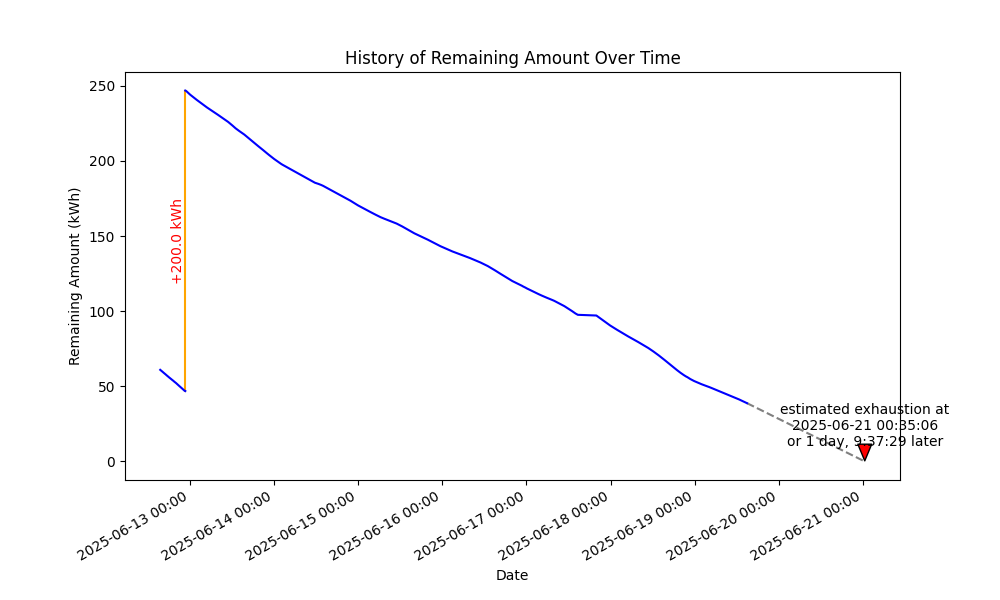 History of Remaining Amount Over Time
Remaining Amount (kWh)
250
200
150
100
50
0
+200.0 kWh
estimated exhaustion at
2025-06-21 00:35:06
or 1 day, 9:37:29 later
2025-06-13 00:00
2025-06-14 00:00
2025-06-15 00:00
2025-06-16 00:00
2025-06-17 00:00
2025-06-18 00:00
2025-06-19 00:00
2025-06-20 00:00
2025-06-21 00:00
Date